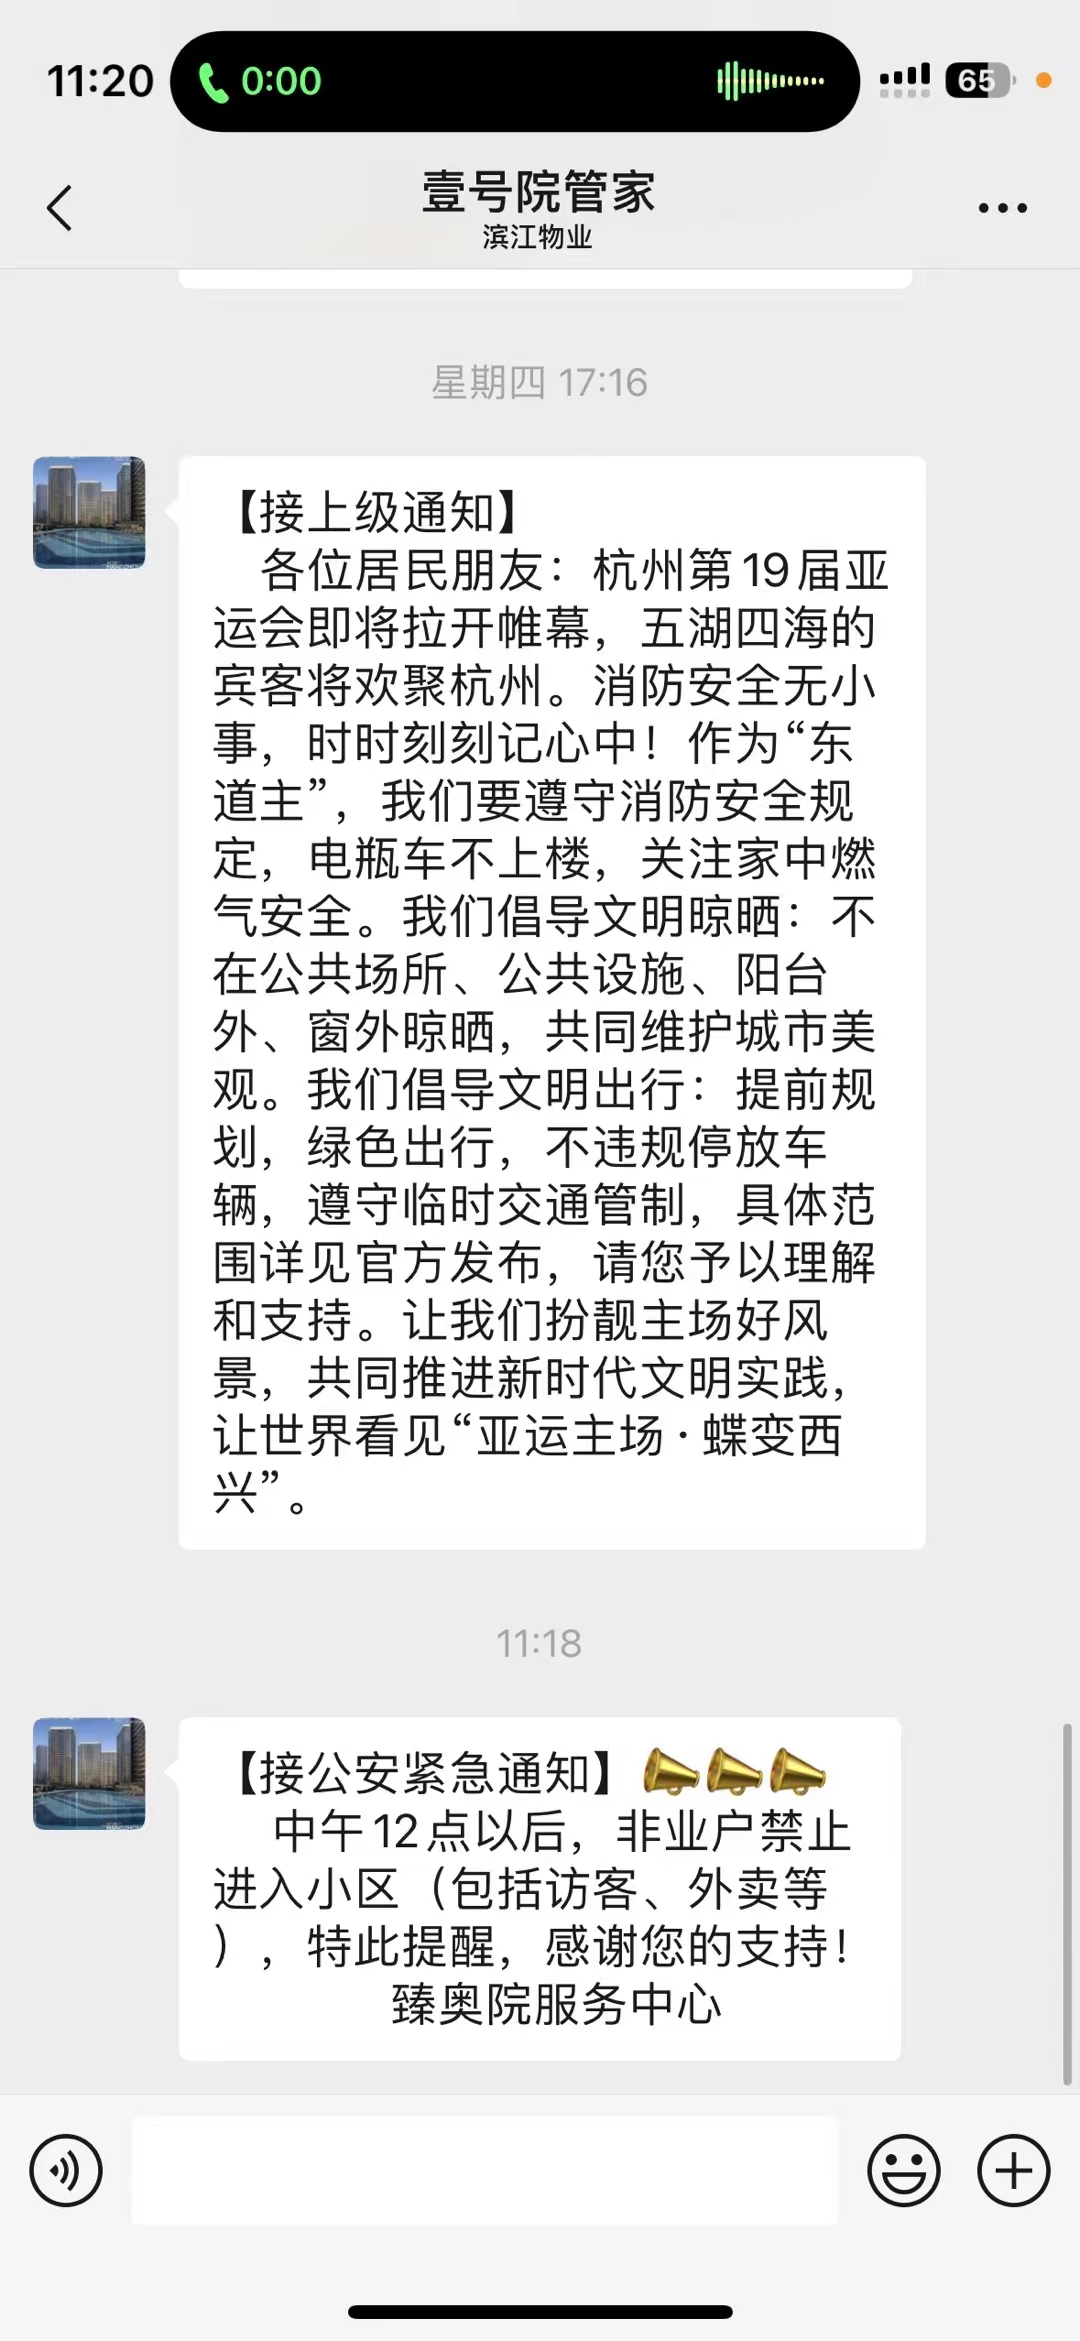 11:20
0:00
65
壹号院管家
滨江物业
星期四 17:16
【接上级通知】
各位居民朋友：杭州第19届亚
运会即将拉开帷幕，五湖四海的
宾客将欢聚杭州。消防安全无小
事，时时刻刻记心中！作为“东
道主”，我们要遵守消防安全规
定，电瓶车不上楼，关注家中燃
气安全。我们倡导文明晾晒：不
在公共场所、公共设施、阳台
外、窗外晾晒，共同维护城市美
观。我们倡导文明出行：提前规
划，绿色出行，不违规停放车
辆，遵守临时交通管制，具体范
围详见官方发布，请您予以理解
和支持。让我们扮靓主场好风
景，共同推进新时代文明实践，
让世界看见“亚运主场·蝶变西
兴”。
11:18
【接公安紧急通知】
中午12点以后，非业户禁止
进入小区（包括访客、外卖等
），特此提醒，感谢您的支持！
臻奥院服务中心